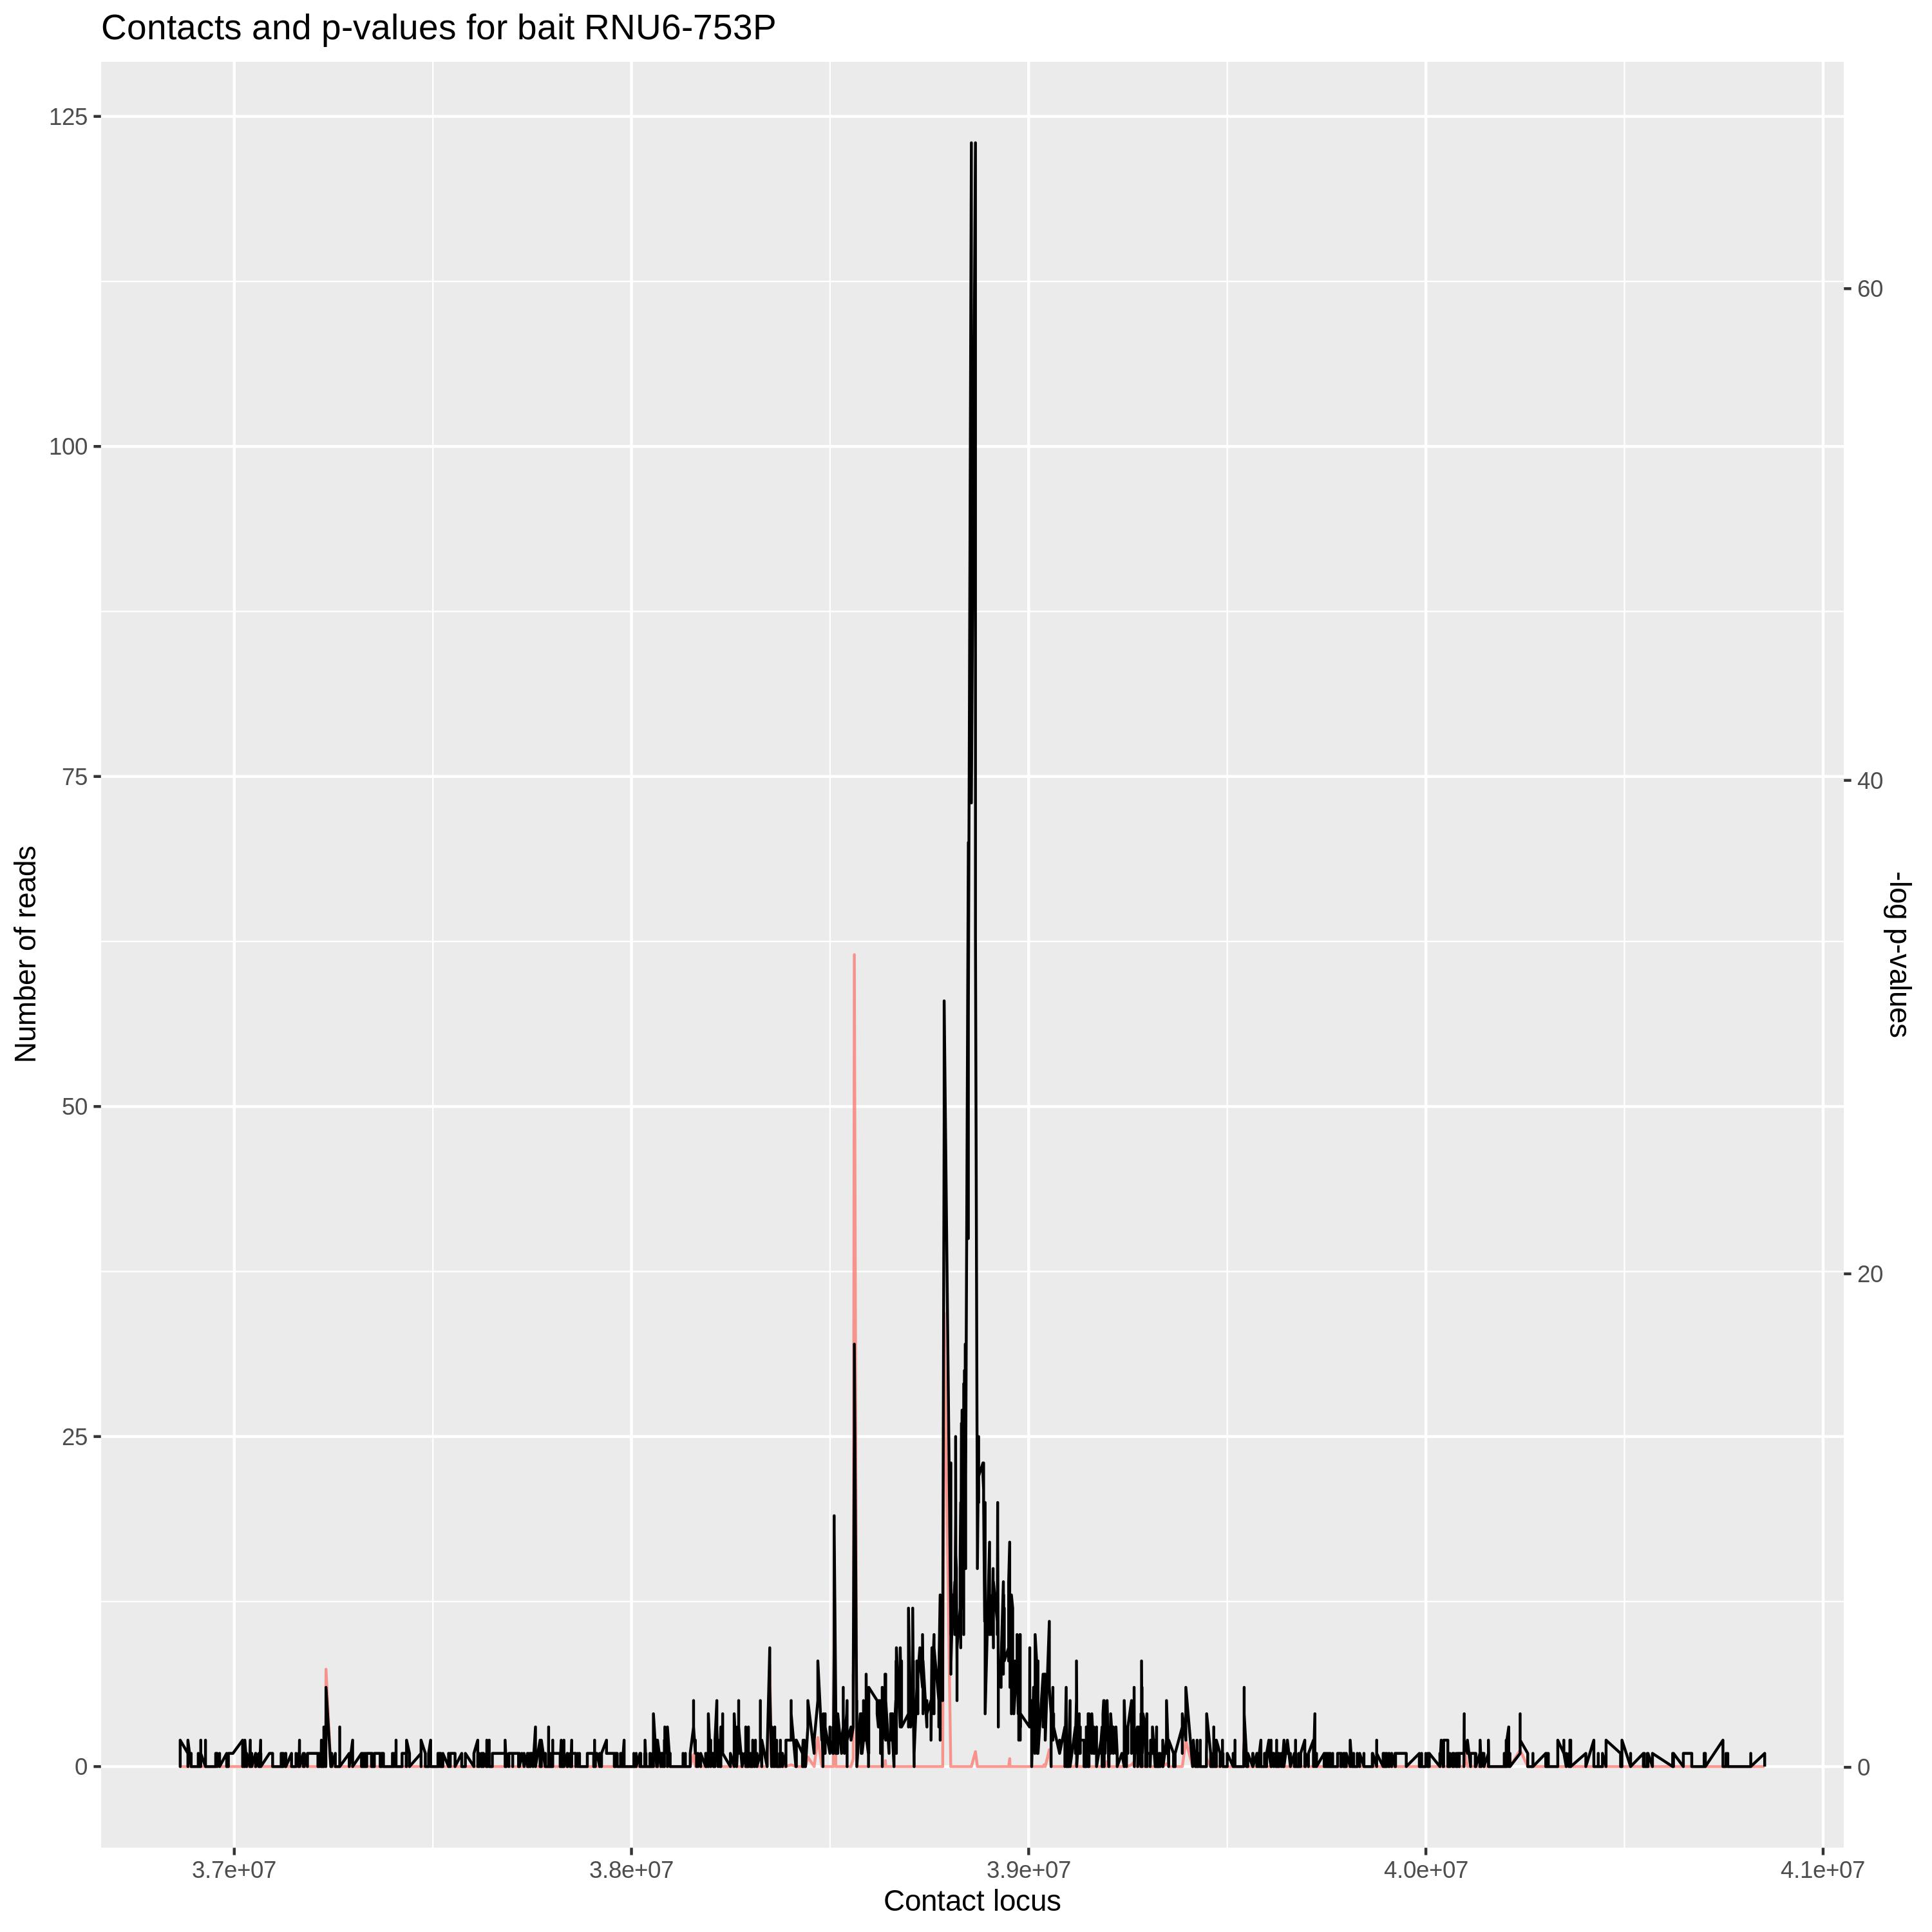 Contacts and p-values for bait RNU6-753P
125
100
75
50
25
0
60
40
20
0
Number of reads
-log p-values
3.7e+07 3.8e+07 3.9e+07 4.0e+07 4.1e+07
Contact locus